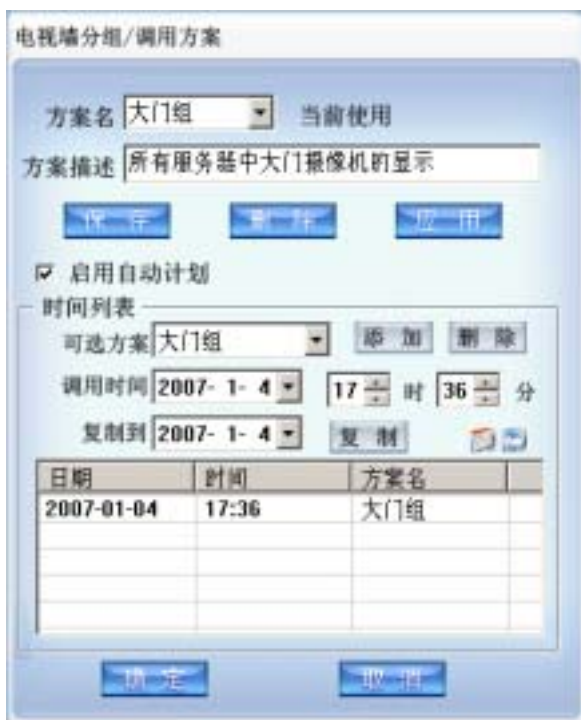 电视墙分组/调用方案
方案名 大门组 当前使用
方案描述 所有服务器中大门摄像机的显示
保 存 删 除 应 用
启用自动计划
时间列表
可选方案 大门组 添 加 删 除
调用时间 2007- 1- 4 17 时 36 分
复制到 2007- 1- 4 复 制
日期 时间 方案名
2007-01-04 17:36 大门组
确 定 取 消